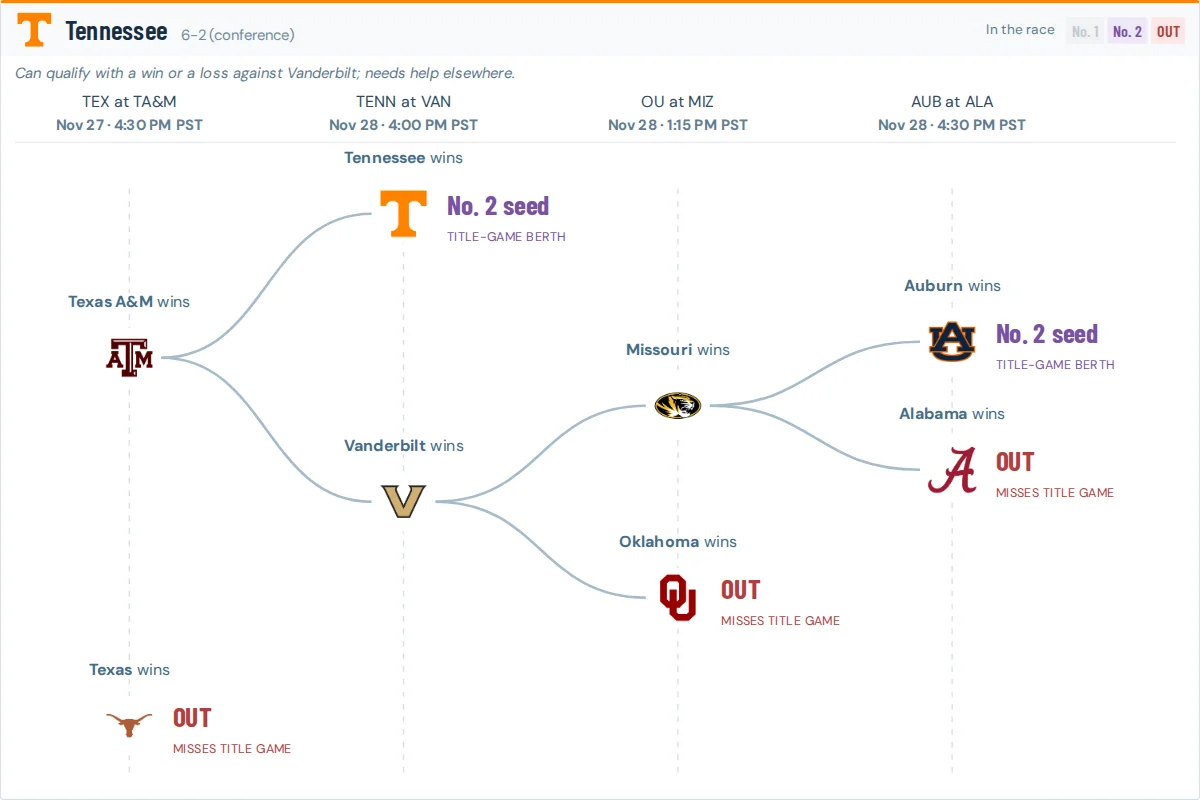 Tennessee 6–2 (conference) In the race No. 1 No. 2 OUT
Can qualify with a win or a loss against Vanderbilt; needs help elsewhere.
TEX at TA&M TENN at VAN OU at MIZ AUB at ALA
Nov 27 · 4:30 PM PST Nov 28 · 4:00 PM PST Nov 28 · 1:15 PM PST Nov 28 · 4:30 PM PST
Tennessee wins
No. 2 seed
TITLE-GAME BERTH
Texas A&M wins
Auburn wins
No. 2 seed
TITLE-GAME BERTH
Missouri wins
Alabama wins
OUT
MISSES TITLE GAME
Vanderbilt wins
Oklahoma wins
OUT
MISSES TITLE GAME
Texas wins
OUT
MISSES TITLE GAME